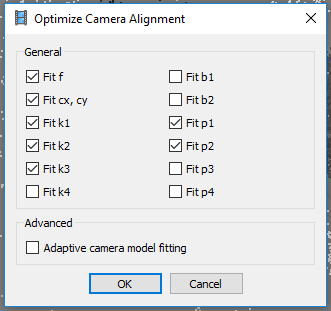 Optimize Camera Alignment
General
Fit f
Fit b1
Fit cx, cy
Fit b2
Fit k1
Fit p1
Fit k2
Fit p2
Fit k3
Fit p3
Fit k4
Fit p4
Advanced
Adaptive camera model fitting
OK
Cancel